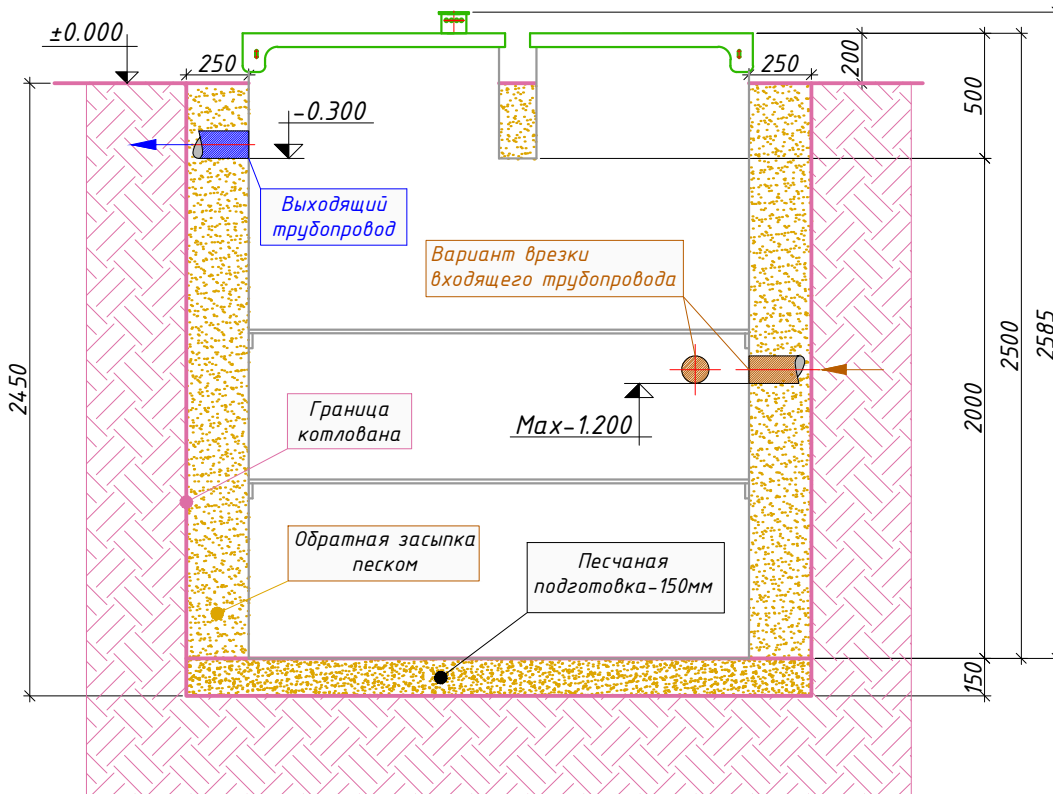 ±0.000
250
250
200
500
-0.300
Выходящий
трубопровод
Вариант врезки
входящего трубопровода
2585
2500
2450
2000
Max-1.200
Граница
котлована
Обратная засыпка
песком
Песчаная
подготовка-150мм
150